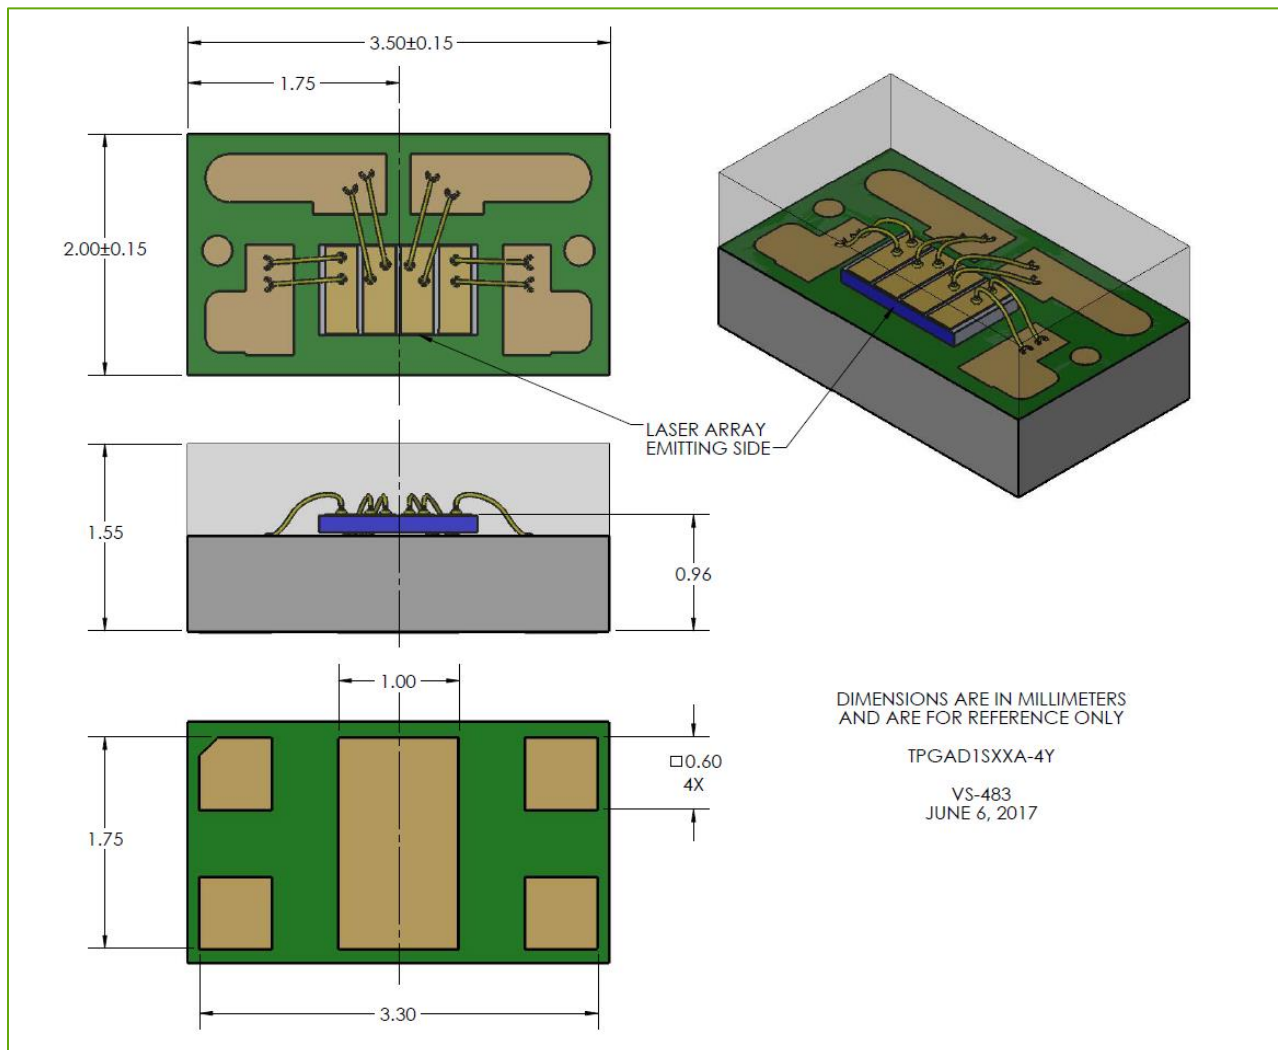 3.50±0.15
1.75
2.00±0.15
LASER ARRAY
EMITTING SIDE
1.55
0.96
1.00
□0.60
4X
1.75
3.30
DIMENSIONS ARE IN MILLIMETERS
AND ARE FOR REFERENCE ONLY
TPGAD1SXXA-4Y
VS-483
JUNE 6, 2017